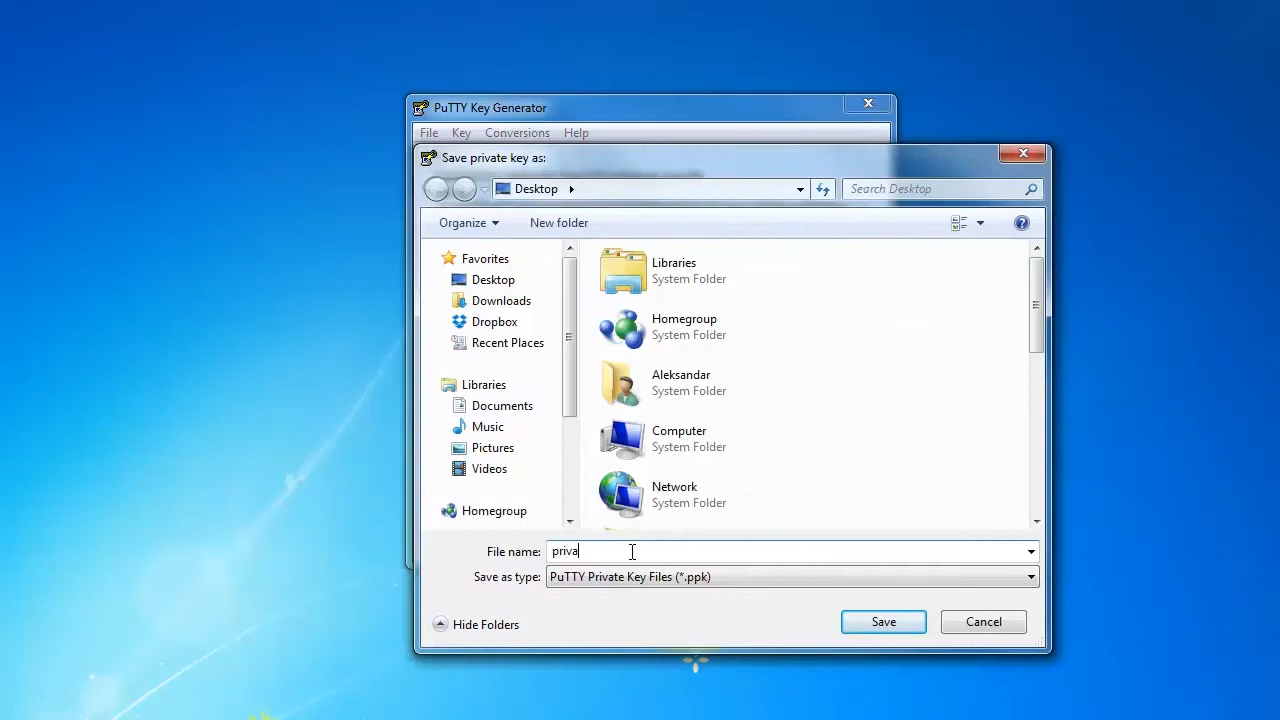 PuTTY Key Generator
File Key Conversions Help
Save private key as:
Desktop
Search Desktop
Organize New folder
Favorites
Desktop
Downloads
Dropbox
Recent Places
Libraries
Documents
Music
Pictures
Videos
Homegroup
Libraries
System Folder
Homegroup
System Folder
Aleksandar
System Folder
Computer
System Folder
Network
System Folder
File name: priva
Save as type: PuTTY Private Key Files (*.ppk)
Hide Folders Save Cancel